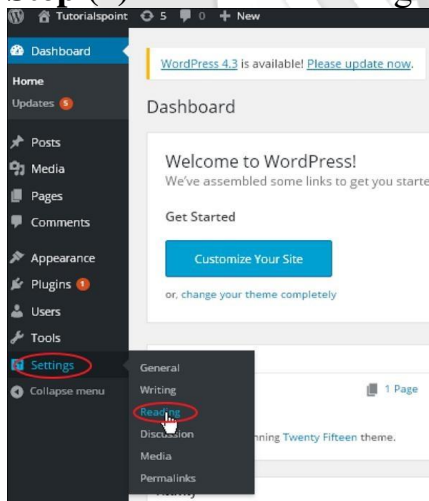 Tutorialspoint 5 0 + New
Dashboard
Home
Updates 5
Posts
Media
Pages
Comments
Appearance
Plugins 1
Users
Tools
Settings
Collapse menu
General
Writing
Reading
Discussion
Media
Permalinks
WordPress 4.3 is available! Please update now.
Dashboard
Welcome to WordPress!
We've assembled some links to get you starte
Get Started
Customize Your Site
or, change your theme completely
1 Page
nning Twenty Fifteen theme.